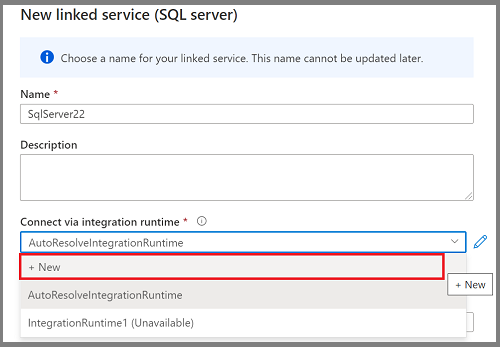 New linked service (SQL server)
Choose a name for your linked service. This name cannot be updated later.
Name *
SqlServer22
Description
Connect via integration runtime *
AutoResolveIntegrationRuntime
+ New
+ New
AutoResolveIntegrationRuntime
IntegrationRuntime1 (Unavailable)